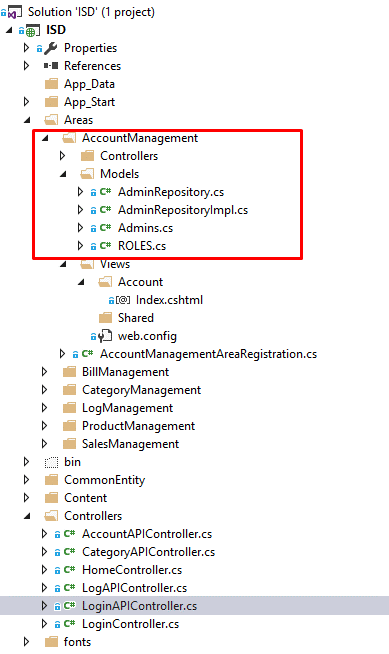 Solution 'ISD' (1 project)
ISD
Properties
References
App_Data
App_Start
Areas
AccountManagement
Controllers
Models
AdminRepository.cs
AdminRepositoryImpl.cs
Admins.cs
ROLES.cs
Views
Account
Index.cshtml
Shared
web.config
AccountManagementAreaRegistration.cs
BillManagement
CategoryManagement
LogManagement
ProductManagement
SalesManagement
bin
CommonEntity
Content
Controllers
AccountAPIController.cs
CategoryAPIController.cs
HomeController.cs
LogAPIController.cs
LoginAPIController.cs
LoginController.cs
fonts